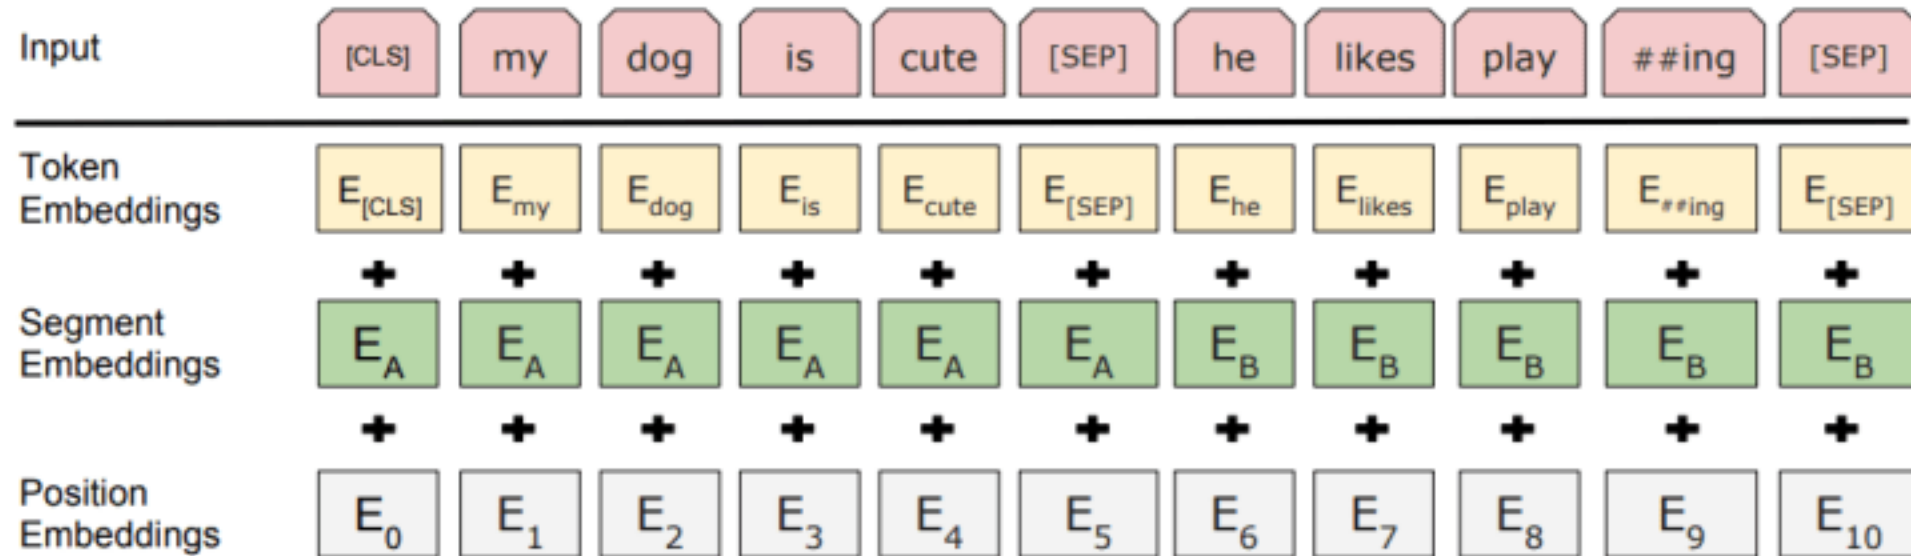 Input [CLS] my dog is cute [SEP] he likes play ##ing [SEP]
Token
Embeddings E[CLS] Emy Edog Eis Ecute E[SEP] Ehe Elikes Eplay E##ing E[SEP]
+ + + + + + + + + + +
Segment
Embeddings EA EA EA EA EA EA EB EB EB EB EB
+ + + + + + + + + + +
Position
Embeddings E0 E1 E2 E3 E4 E5 E6 E7 E8 E9 E10